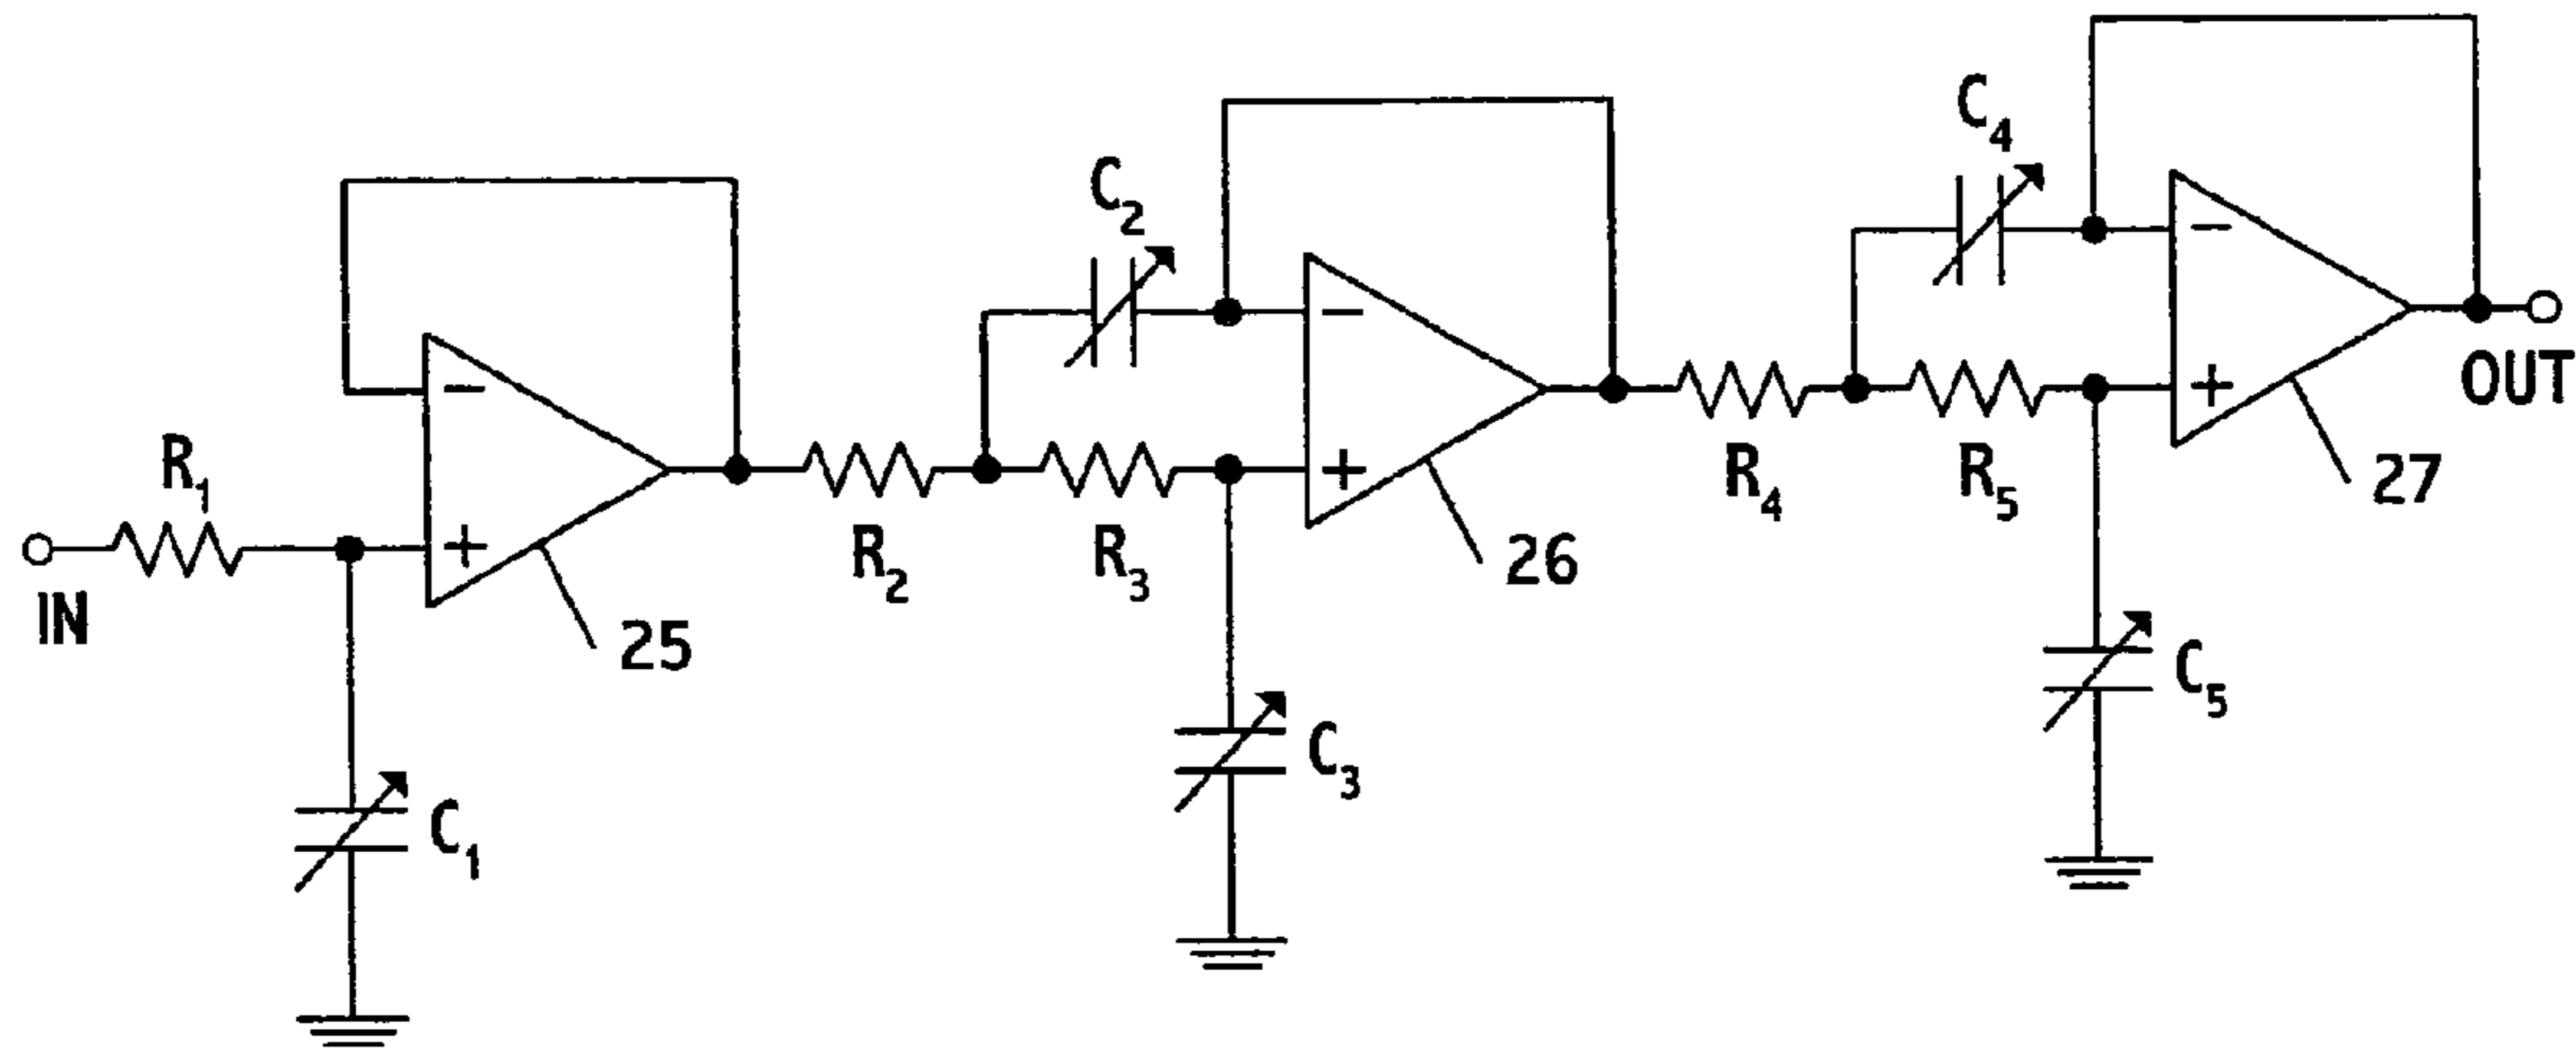 IN
R₁
C₁
−
+
25
R₂
C₂
R₃
C₃
−
+
26
R₄
C₄
R₅
C₅
−
+
27
OUT